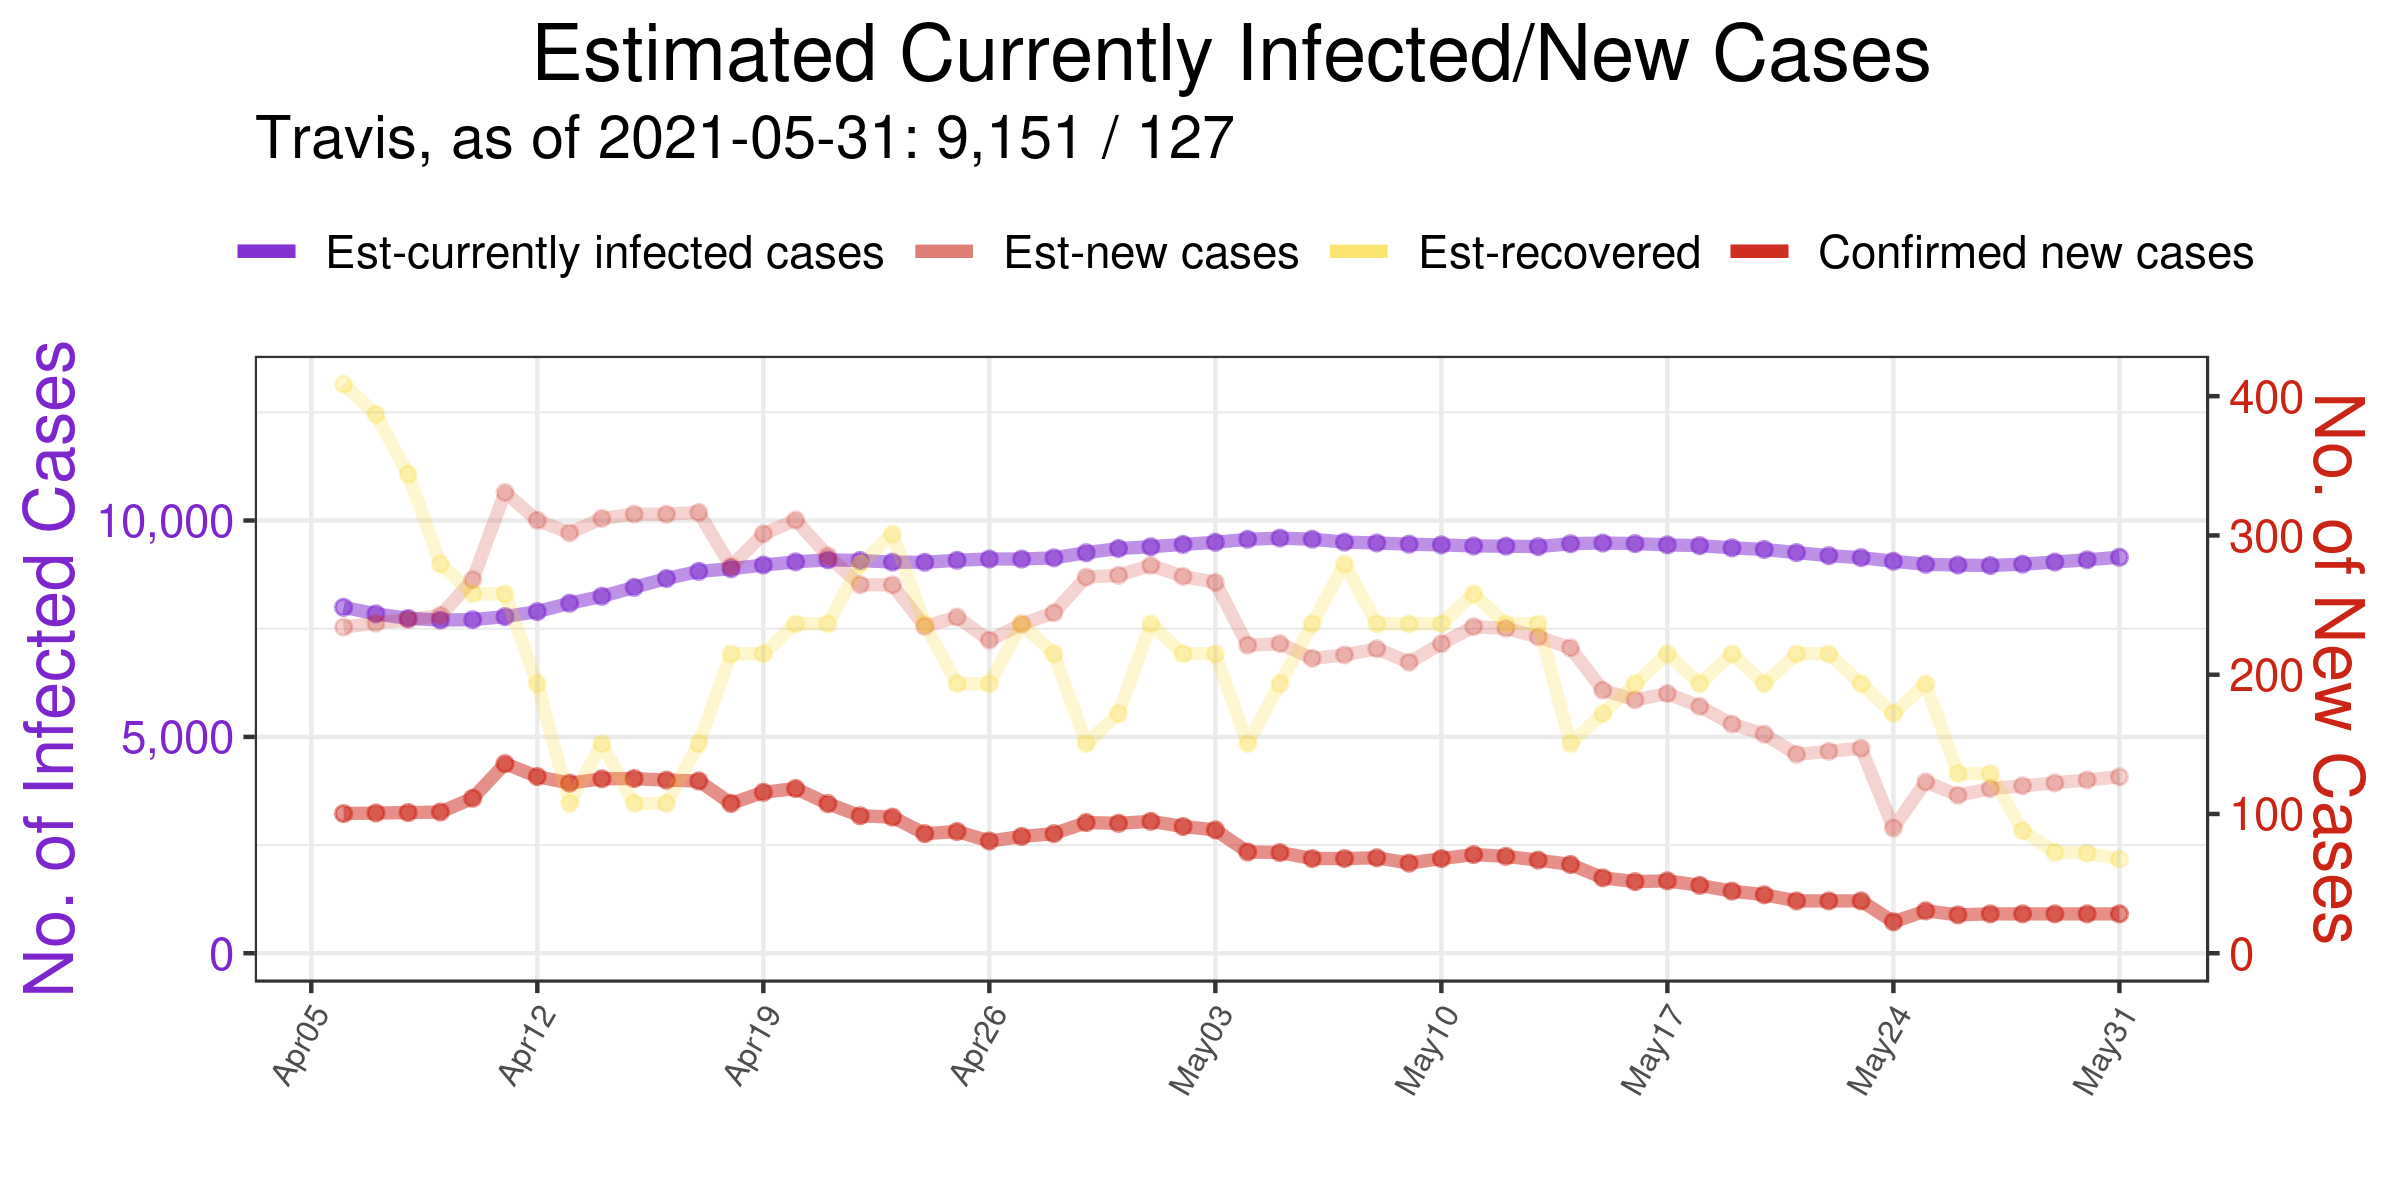 Estimated Currently Infected/New Cases
Travis, as of 2021-05-31: 9,151 / 127
Est-currently infected cases Est-new cases Est-recovered Confirmed new cases
No. of Infected Cases
10,000
5,000
0
400
300
200
100
0
No. of New Cases
Apr05 Apr12 Apr19 Apr26 May03 May10 May17 May24 May31